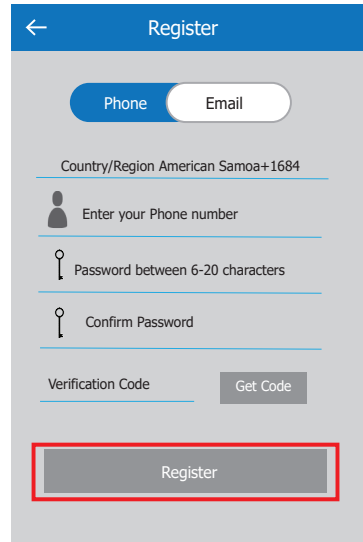 Register
Phone Email
Country/Region American Samoa+1684
Enter your Phone number
Password between 6-20 characters
Confirm Password
Verification Code Get Code
Register